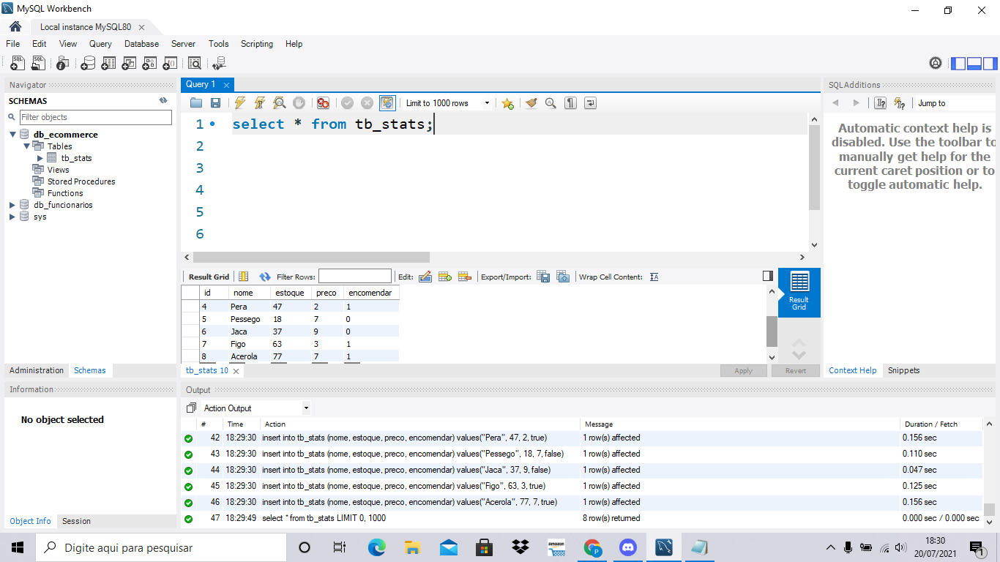 MySQL Workbench
Local instance MySQL80
File Edit View Query Database Server Tools Scripting Help
Navigator
SCHEMAS
Filter objects
db_ecommerce
Tables
tb_stats
Views
Stored Procedures
Functions
db_funcionarios
sys
Administration Schemas
Information
No object selected
Object Info Session
Query 1
Limit to 1000 rows
1 select * from tb_stats;
2
3
4
5
6
Result Grid Filter Rows: Edit: Export/Import: Wrap Cell Content:
id nome estoque preco encomendar
4 Pera 47 2 1
5 Pessego 18 7 0
6 Jaca 37 9 0
7 Figo 63 3 1
8 Acerola 77 7 1
Result
Grid
tb_stats 10 Apply Revert
SQLAdditions
Jump to
Automatic context help is
disabled. Use the toolbar to
manually get help for the
current caret position or to
toggle automatic help.
Context Help Snippets
Output
Action Output
# Time Action Message Duration / Fetch
42 18:29:30 insert into tb_stats (nome, estoque, preco, encomendar) values("Pera", 47, 2, true) 1 row(s) affected 0.156 sec
43 18:29:30 insert into tb_stats (nome, estoque, preco, encomendar) values("Pessego", 18, 7, false) 1 row(s) affected 0.110 sec
44 18:29:30 insert into tb_stats (nome, estoque, preco, encomendar) values("Jaca", 37, 9, false) 1 row(s) affected 0.047 sec
45 18:29:30 insert into tb_stats (nome, estoque, preco, encomendar) values("Figo", 63, 3, true) 1 row(s) affected 0.125 sec
46 18:29:30 insert into tb_stats (nome, estoque, preco, encomendar) values("Acerola", 77, 7, true) 1 row(s) affected 0.156 sec
47 18:29:49 select * from tb_stats LIMIT 0, 1000 8 row(s) returned 0.000 sec / 0.000 sec
Digite aqui para pesquisar
amazon
P
18:30
20/07/2021
1